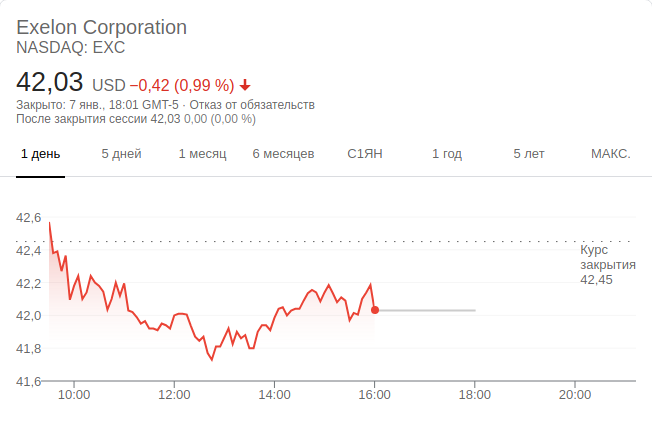 Exelon Corporation
NASDAQ: EXC
42,03 USD −0,42 (0,99 %)
Закрыто: 7 янв., 18:01 GMT-5 · Отказ от обязательств
После закрытия сессии 42,03 0,00 (0,00 %)
1 день 5 дней 1 месяц 6 месяцев С1ЯН 1 год 5 лет МАКС.
42,6
42,4
42,2
42,0
41,8
41,6
Курс
закрытия
42,45
10:00 12:00 14:00 16:00 18:00 20:00